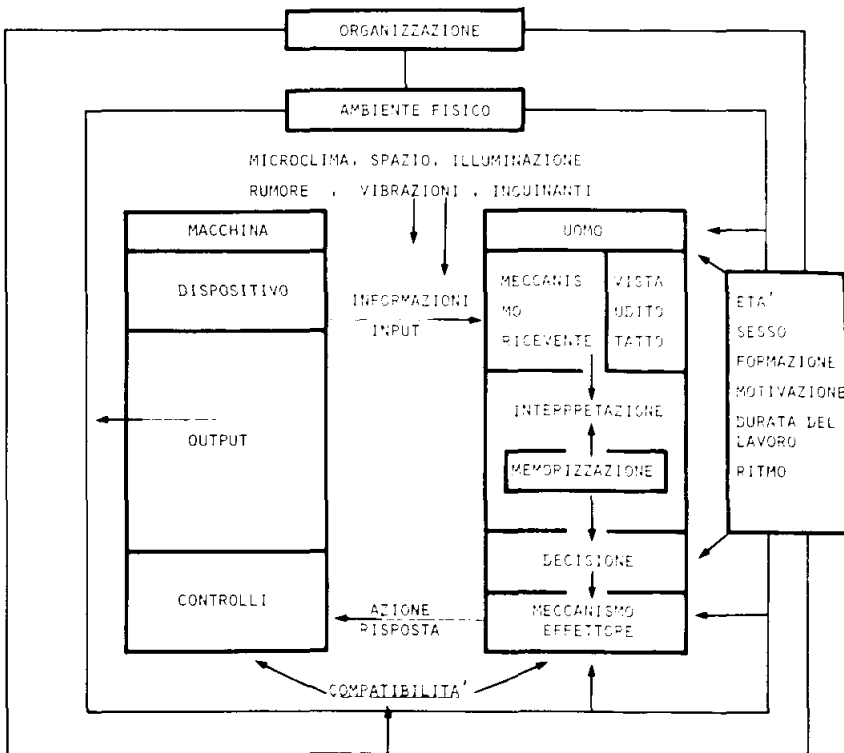 ORGANIZZAZIONE
AMBIENTE FISICO
MICROCLIMA, SPAZIO, ILLUMINAZIONE
RUMORE , VIBRAZIONI , INQUINANTI
MACCHINA
DISPOSITIVO
OUTPUT
CONTROLLI
INFORMAZIONI
INPUT
AZIONE
RISPOSTA
UOMO
MECCANIS
MO
RICEVENTE
VISTA
UDITO
TATTO
INTERPRETAZIONE
MEMORIZZAZIONE
DECISIONE
MECCANISMO
EFFETTORE
ETA'
SESSO
FORMAZIONE
MOTIVAZIONE
DURATA DEL
LAVORO
RITMO
COMPATIBILITA'